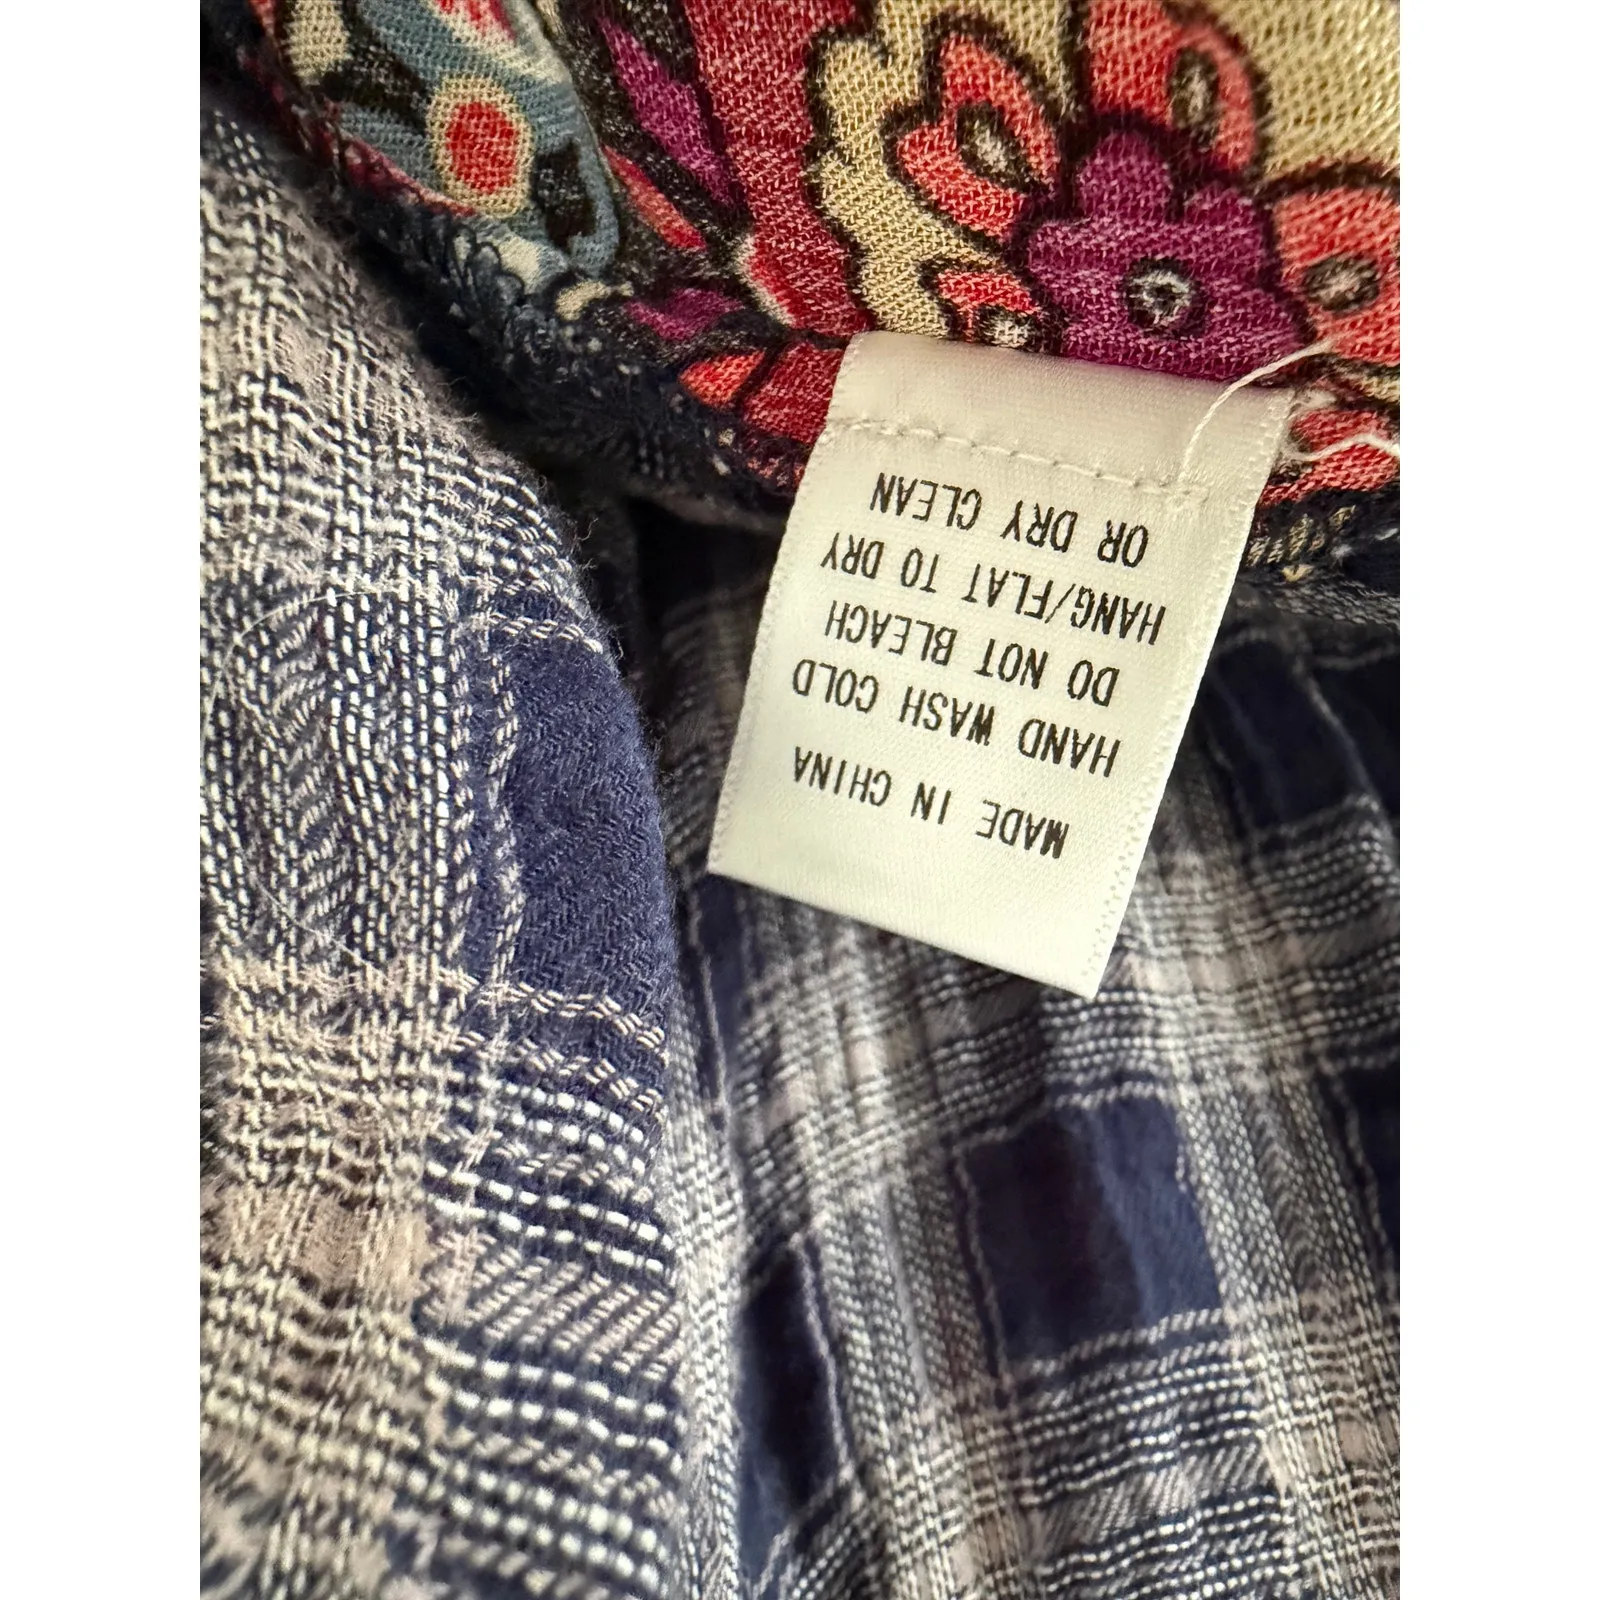 MADE IN CHINA
HAND WASH COLD
DO NOT BLEACH
HANG/FLAT TO DRY
OR DRY CLEAN